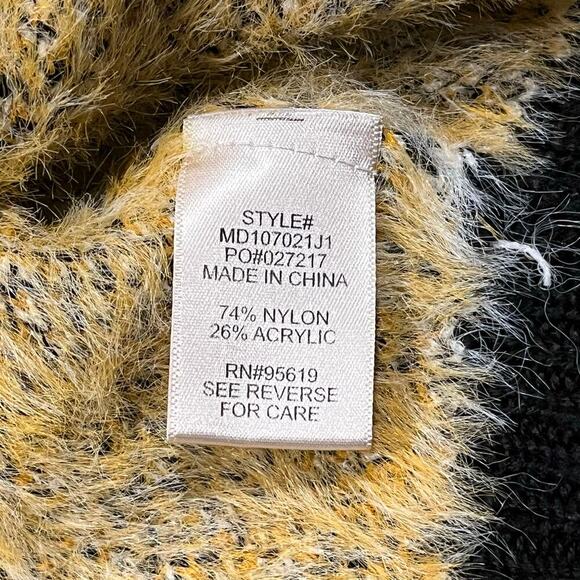 STYLE#
MD107021J1
PO#027217
MADE IN CHINA
74% NYLON
26% ACRYLIC
RN#95619
SEE REVERSE
FOR CARE